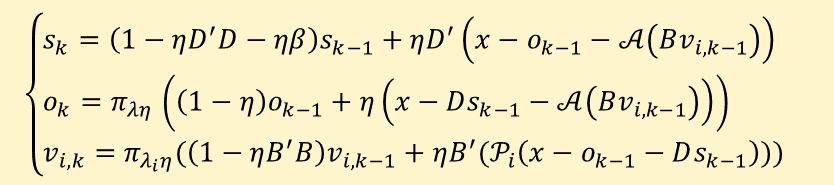 s_k = (1 − ηD′D − ηβ)s_{k−1} + ηD′(x − o_{k−1} − 𝒜(Bv_{i,k−1}))
o_k = π_{λη}((1 − η)o_{k−1} + η(x − Ds_{k−1} − 𝒜(Bv_{i,k−1})))
v_{i,k} = π_{λ_iη}((1 − ηB′B)v_{i,k−1} + ηB′(𝒫_i(x − o_{k−1} − Ds_{k−1})))